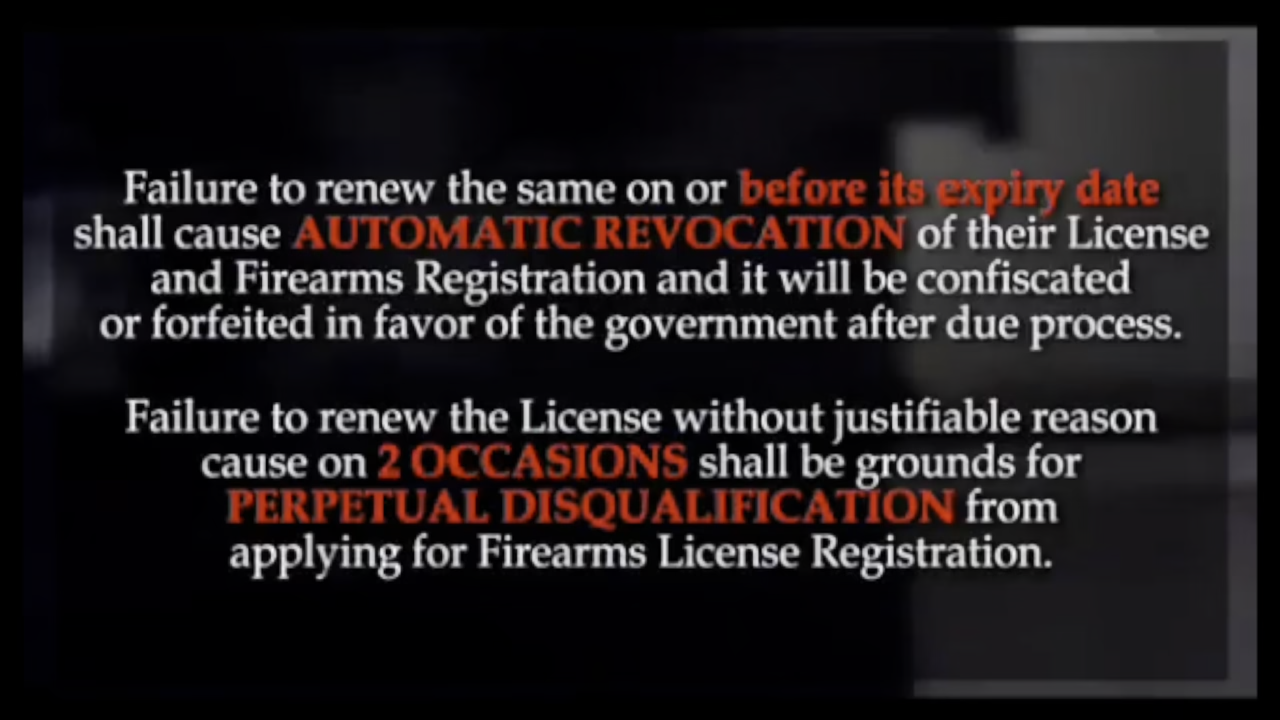 Failure to renew the same on or before its expiry date
shall cause AUTOMATIC REVOCATION of their License
and Firearms Registration and it will be confiscated
or forfeited in favor of the government after due process.
Failure to renew the License without justifiable reason
cause on 2 OCCASIONS shall be grounds for
PERPETUAL DISQUALIFICATION from
applying for Firearms License Registration.